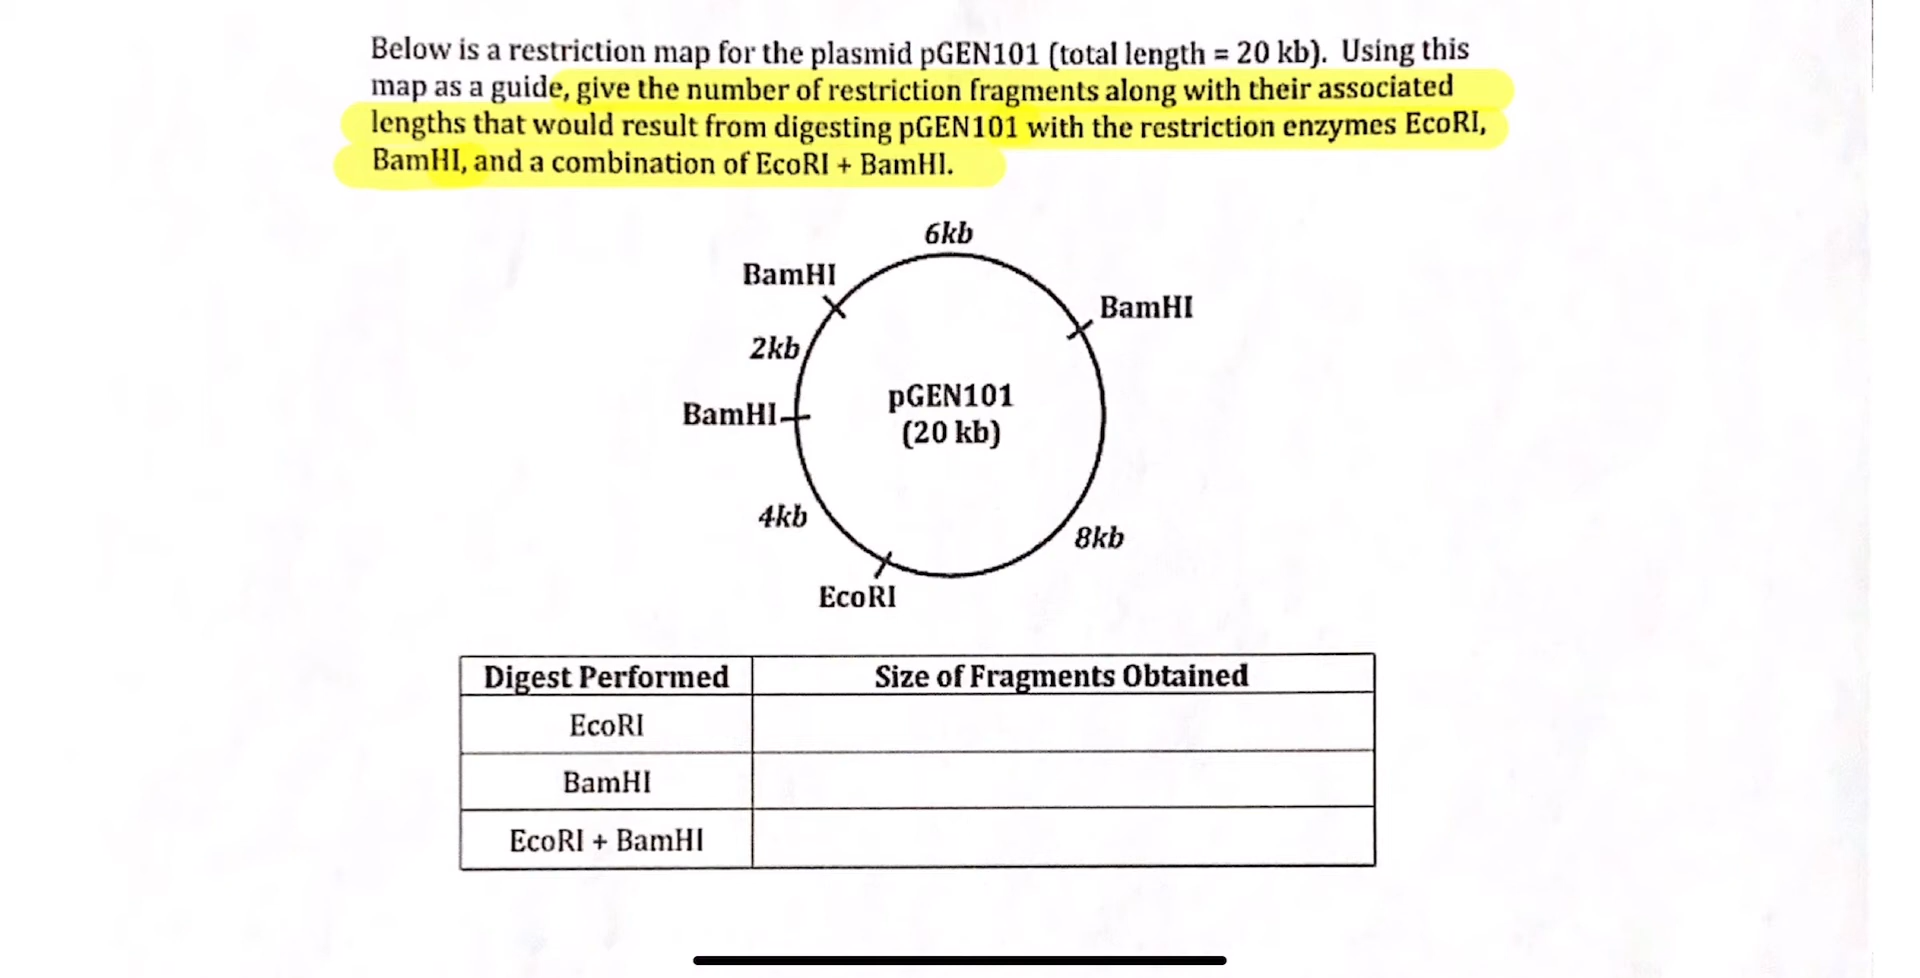 Below is a restriction map for the plasmid pGEN101 (total length = 20 kb). Using this
map as a guide, give the number of restriction fragments along with their associated
lengths that would result from digesting pGEN101 with the restriction enzymes EcoRI,
BamHI, and a combination of EcoRI + BamHI.
6kb
BamHI
BamHI
2kb
pGEN101
BamHI
(20 kb)
4kb
8kb
EcoRI
Digest Performed Size of Fragments Obtained
EcoRI
BamHI
EcoRI + BamHI